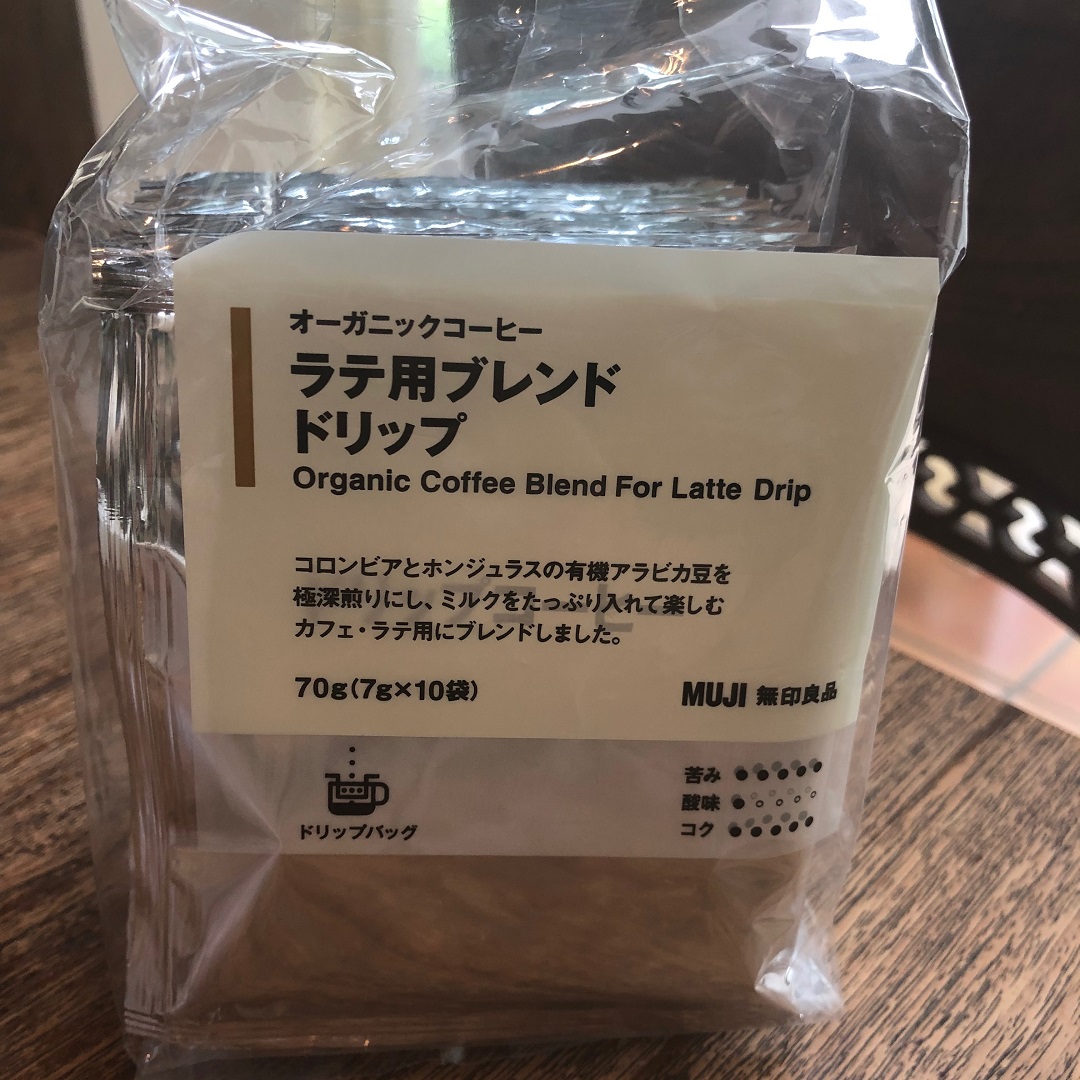 オーガニックコーヒー
ラテ用ブレンド
ドリップ
Organic Coffee Blend For Latte Drip
コロンビアとホンジュラスの有機アラビカ豆を
極深煎りにし、ミルクをたっぷり入れて楽しむ
カフェ・ラテ用にブレンドしました。
70g(7g×10袋)
MUJI 無印良品
ドリップバッグ
苦み
酸味
コク